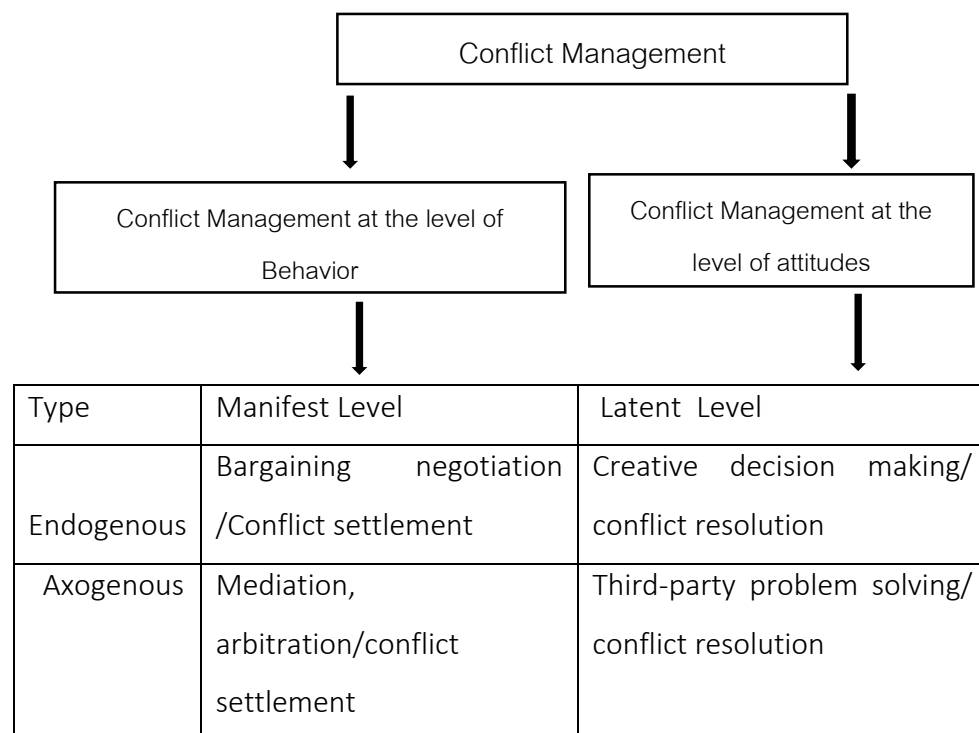 Conflict Management
Conflict Management at the level of
Behavior
Conflict Management at the
level of attitudes
Type
Manifest Level
Latent Level
Endogenous
Bargaining negotiation
/Conflict settlement
Creative decision making/
conflict resolution
Axogenous
Mediation,
arbitration/conflict
settlement
Third-party problem solving/
conflict resolution